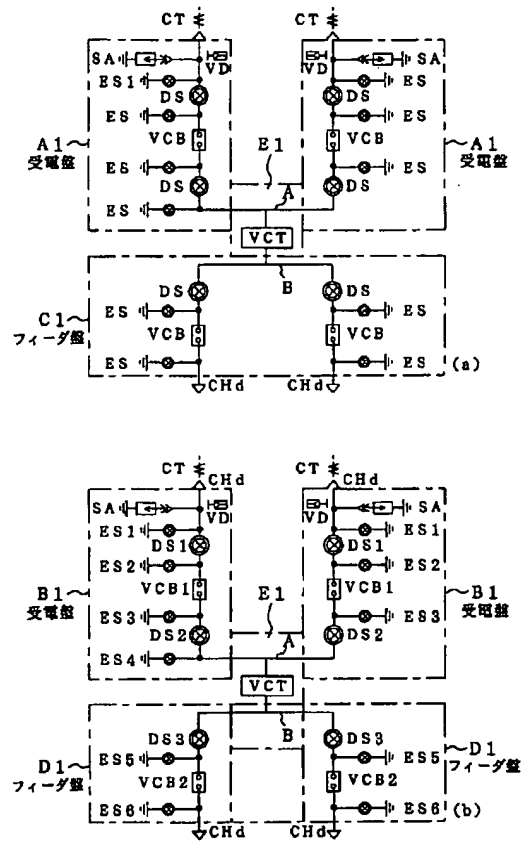 CT CT
SA VD VD SA
ES1 ES
DS DS
ES ES
A1 VCB E1 VCB A1
受電盤 受電盤
ES A ES
DS DS
ES ES
VCT
DS B DS
ES ES
C1 VCB VCB
フィーダ盤
ES ES
CHd CHd (a)
CT CHd CT CHd
SA VD VD SA
ES1 ES1
DS1 DS1
ES2 ES2
B1 VCB1 E1 VCB1 B1
受電盤 受電盤
ES3 A ES3
DS2 DS2
ES4
VCT
DS3 B DS3
ES5 ES5
D1 VCB2 VCB2 D1
フィーダ盤 フィーダ盤
ES6 ES6
CHd CHd (b)